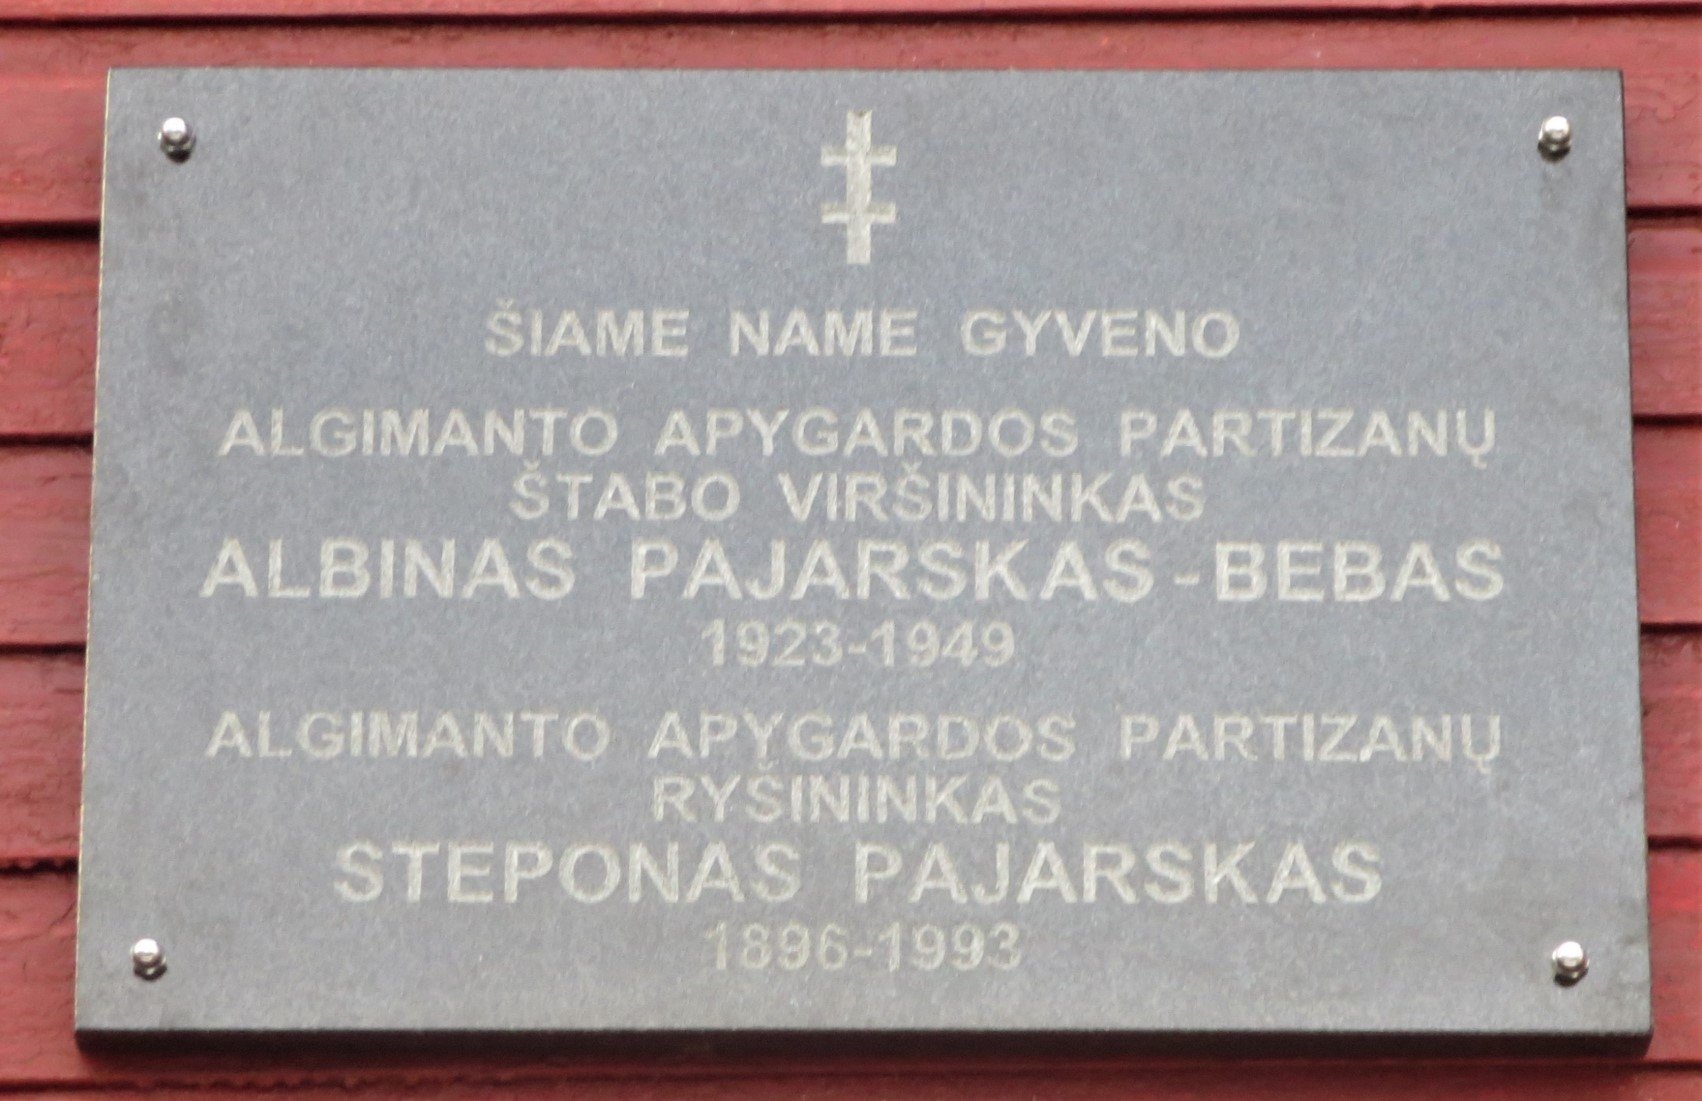 ŠIAME NAME GYVENO
ALGIMANTO APYGARDOS PARTIZANŲ
ŠTABO VIRŠININKAS
ALBINAS PAJARSKAS-BEBAS
1923-1949
ALGIMANTO APYGARDOS PARTIZANŲ
RYŠININKAS
STEPONAS PAJARSKAS
1896-1993